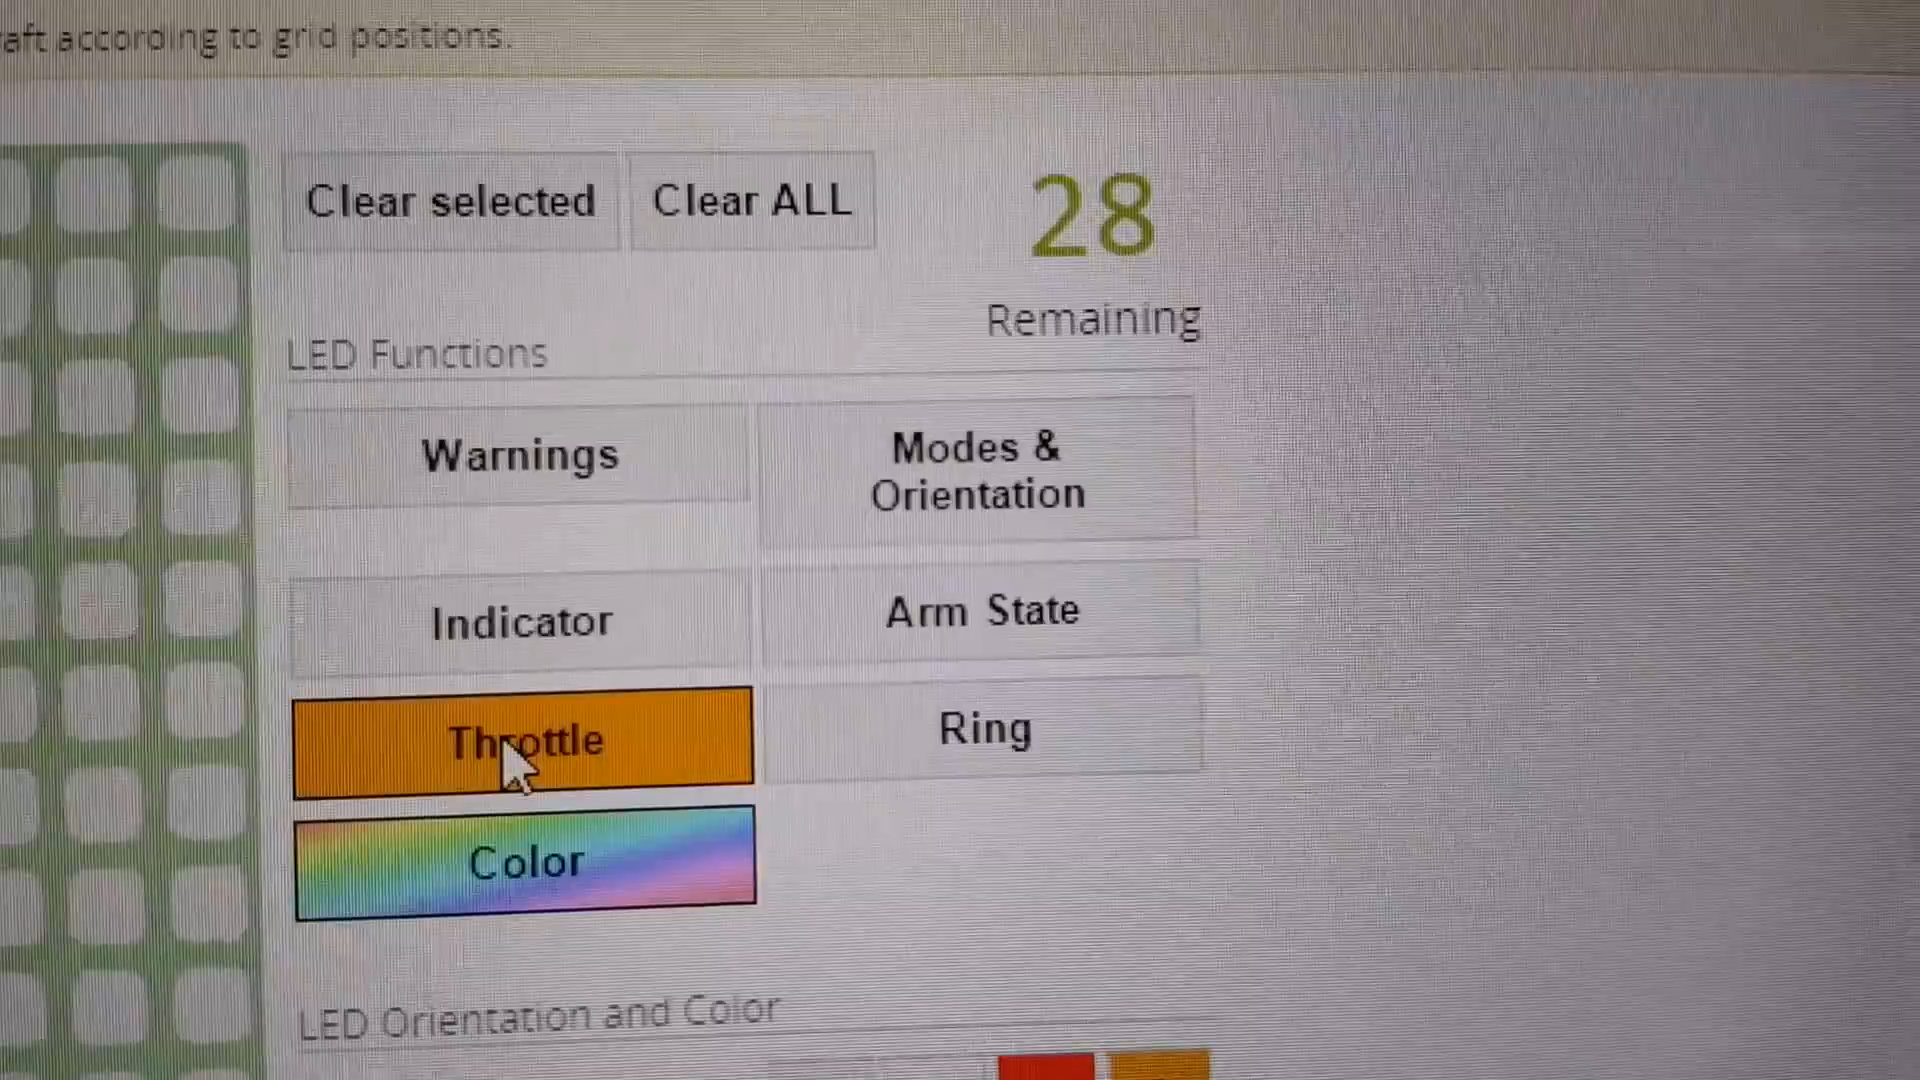 aft according to grid positions.
Clear selected
Clear ALL
28
Remaining
LED Functions
Warnings
Modes &
Orientation
Indicator
Arm State
Throttle
Ring
Color
LED Orientation and Color